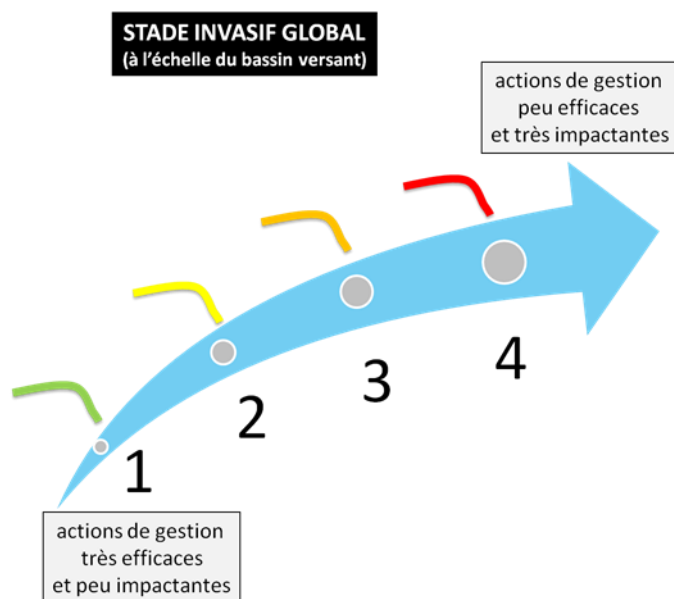 STADE INVASIF GLOBAL
(à l'échelle du bassin versant)
actions de gestion
peu efficaces
et très impactantes
4
3
2
1
actions de gestion
très efficaces
et peu impactantes